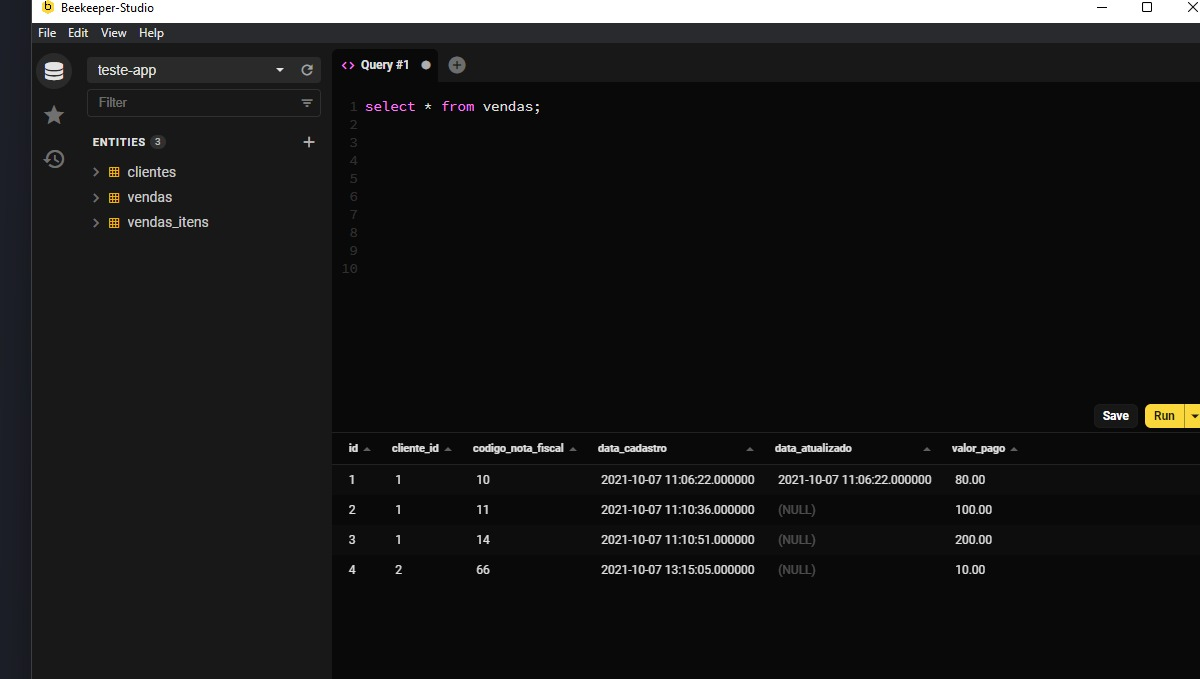 Beekeeper-Studio
File Edit View Help
teste-app
Filter
ENTITIES 3
clientes
vendas
vendas_itens
Query #1
1 select * from vendas;
2
3
4
5
6
7
8
9
10
Save Run
id cliente_id codigo_nota_fiscal data_cadastro data_atualizado valor_pago
1 1 10 2021-10-07 11:06:22.000000 2021-10-07 11:06:22.000000 80.00
2 1 11 2021-10-07 11:10:36.000000 (NULL) 100.00
3 1 14 2021-10-07 11:10:51.000000 (NULL) 200.00
4 2 66 2021-10-07 13:15:05.000000 (NULL) 10.00